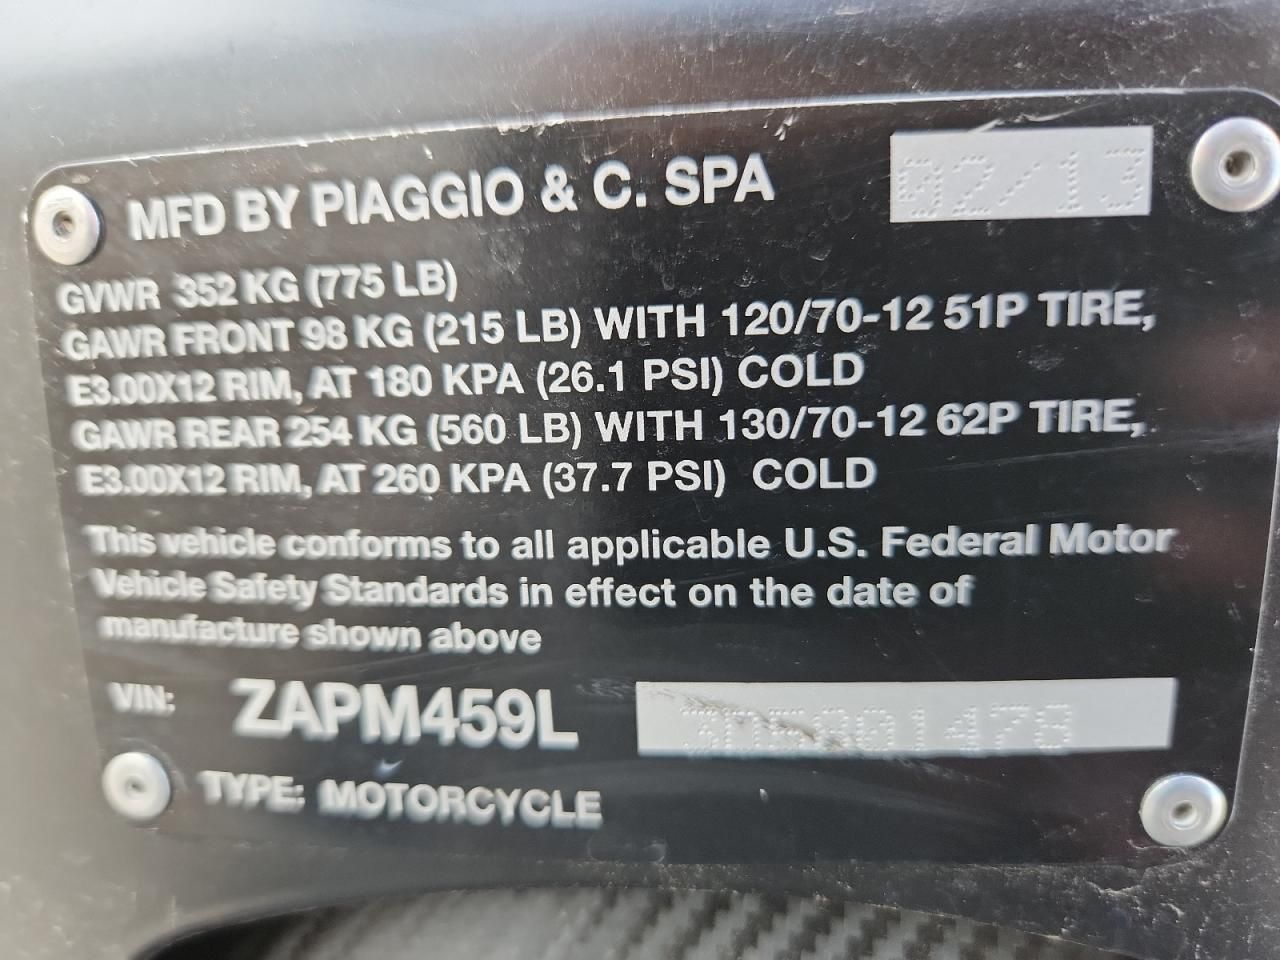 MFD BY PIAGGIO & C. SPA 02/13
GVWR 352 KG (775 LB)
GAWR FRONT 98 KG (215 LB) WITH 120/70-12 51P TIRE,
E3.00X12 RIM, AT 180 KPA (26.1 PSI) COLD
GAWR REAR 254 KG (560 LB) WITH 130/70-12 62P TIRE,
E3.00X12 RIM, AT 260 KPA (37.7 PSI) COLD
This vehicle conforms to all applicable U.S. Federal Motor
Vehicle Safety Standards in effect on the date of
manufacture shown above
VIN: ZAPM459L
TYPE: MOTORCYCLE